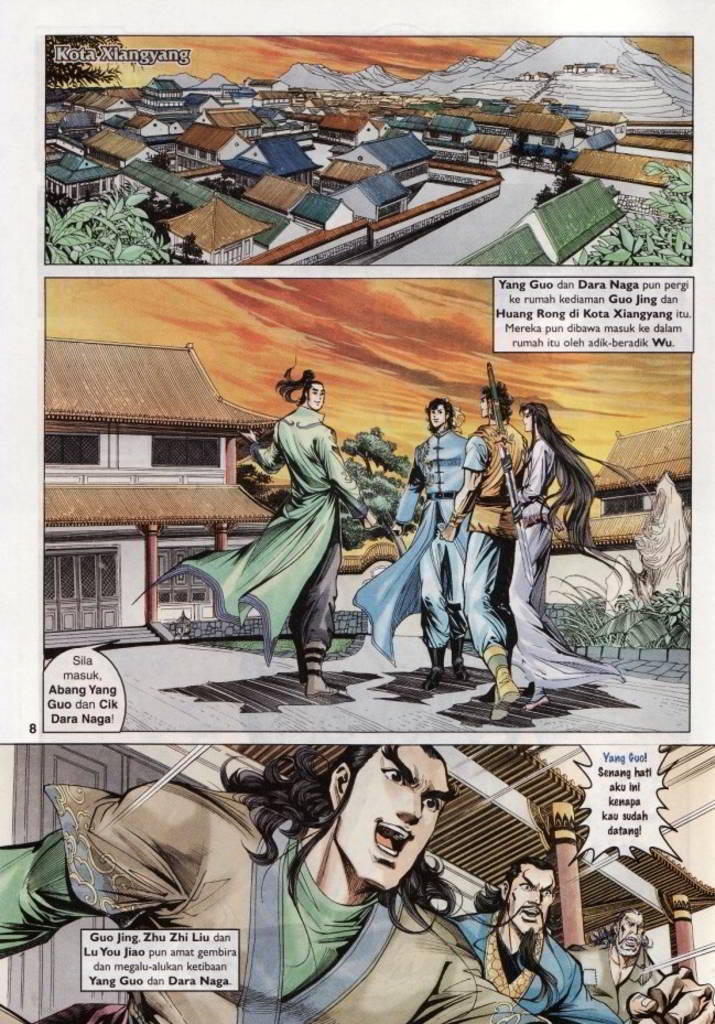 Kota Xiangyang
Yang Guo dan Dara Naga pun pergi
ke rumah kediaman Guo Jing dan
Huang Rong di Kota Xiangyang itu.
Mereka pun dibawa masuk ke dalam
rumah itu oleh adik-beradik Wu.
Sila
masuk,
Abang Yang
Guo dan Cik
Dara Naga!
8
Yang Guo!
Senang hati
aku ini
kenapa
kau sudah
datang!
Guo Jing, Zhu Zhi Liu dan
Lu You Jiao pun amat gembira
dan megalu-alukan ketibaan
Yang Guo dan Dara Naga.